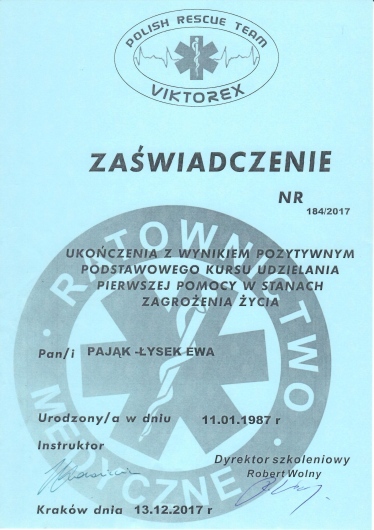 POLISH RESCUE TEAM
VIKTOREX
ZAŚWIADCZENIE
NR
184/2017
UKOŃCZENIA Z WYNIKIEM POZYTYWNYM
PODSTAWOWEGO KURSU UDZIELANIA
PIERWSZEJ POMOCY W STANACH
ZAGROŻENIA ŻYCIA
RATOWNICTWO
MEDYCZNE
Pan/i PAJĄK -ŁYSEK EWA
Urodzony/a w dniu 11.01.1987 r
Instruktor
Dyrektor szkoleniowy
Robert Wolny
Kraków dnia 13.12.2017 r